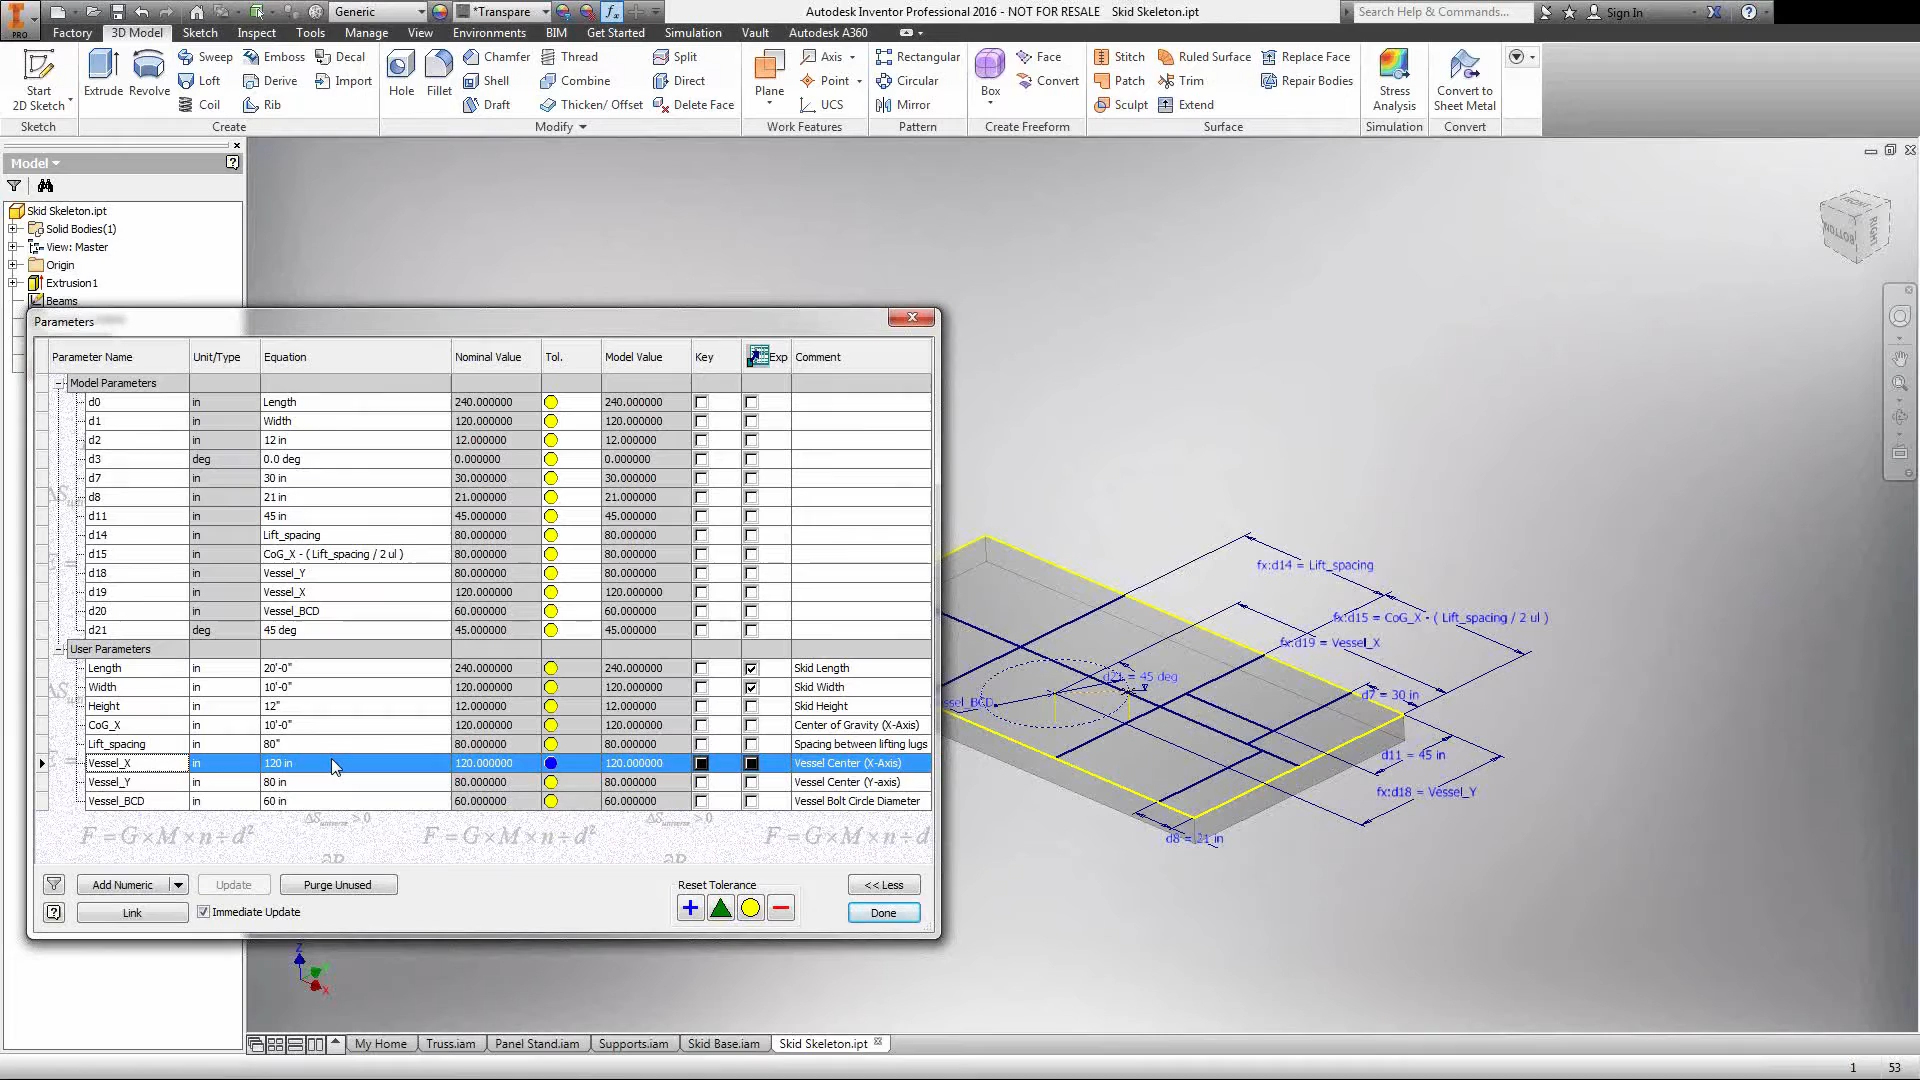 Generic
*Transpare
Autodesk Inventor Professional 2016 - NOT FOR RESALE Skid Skeleton.ipt
Search Help & Commands...
Sign In
PRO
Factory 3D Model Sketch Inspect Tools Manage View Environments BIM Get Started Simulation Vault Autodesk A360
Start
2D Sketch
Extrude Revolve
Sweep Emboss Decal
Loft Derive Import
Coil Rib
Hole Fillet
Chamfer Thread Split
Shell Combine Direct
Draft Thicken/ Offset Delete Face
Plane
Axis
Point
UCS
Rectangular
Circular
Mirror
Box
Face
Convert
Stitch Ruled Surface Replace Face
Patch Trim Repair Bodies
Sculpt Extend
Stress
Analysis
Convert to
Sheet Metal
Sketch Create Modify Work Features Pattern Create Freeform Surface Simulation Convert
Model
Skid Skeleton.ipt
Solid Bodies(1)
View: Master
Origin
Extrusion1
Beams
Parameters
Parameter Name Unit/Type Equation Nominal Value Tol. Model Value Key Exp Comment
Model Parameters
d0 in Length 240.000000 240.000000
d1 in Width 120.000000 120.000000
d2 in 12 in 12.000000 12.000000
d3 deg 0.0 deg 0.000000 0.000000
d7 in 30 in 30.000000 30.000000
d8 in 21 in 21.000000 21.000000
d11 in 45 in 45.000000 45.000000
d14 in Lift_spacing 80.000000 80.000000
d15 in CoG_X - ( Lift_spacing / 2 ul ) 80.000000 80.000000
d18 in Vessel_Y 80.000000 80.000000
d19 in Vessel_X 120.000000 120.000000
d20 in Vessel_BCD 60.000000 60.000000
d21 deg 45 deg 45.000000 45.000000
User Parameters
Length in 20'-0" 240.000000 240.000000 Skid Length
Width in 10'-0" 120.000000 120.000000 Skid Width
Height in 12" 12.000000 12.000000 Skid Height
CoG_X in 10'-0" 120.000000 120.000000 Center of Gravity (X-Axis)
Lift_spacing in 80" 80.000000 80.000000 Spacing between lifting lugs
Vessel_X in 120 in 120.000000 120.000000 Vessel Center (X-Axis)
Vessel_Y in 80 in 80.000000 80.000000 Vessel Center (Y-axis)
Vessel_BCD in 60 in 60.000000 60.000000 Vessel Bolt Circle Diameter
F=G×M×n÷d² F=G×M×n÷d² F=G×M×n÷d
Add Numeric Update Purge Unused
Reset Tolerance
<< Less
Link
Immediate Update
Done
fx:d14 = Lift_spacing
fx:d15 = CoG_X - ( Lift_spacing / 2 ul )
fx:d19 = Vessel_X
d21 = 45 deg
d7 = 30 in
ssel_BCD
d11 = 45 in
fx:d18 = Vessel_Y
d8 = 21 in
FRONT
BOTTOM
RIGHT
Z
X
My Home Truss.iam Panel Stand.iam Supports.iam Skid Base.iam Skid Skeleton.ipt
1 53